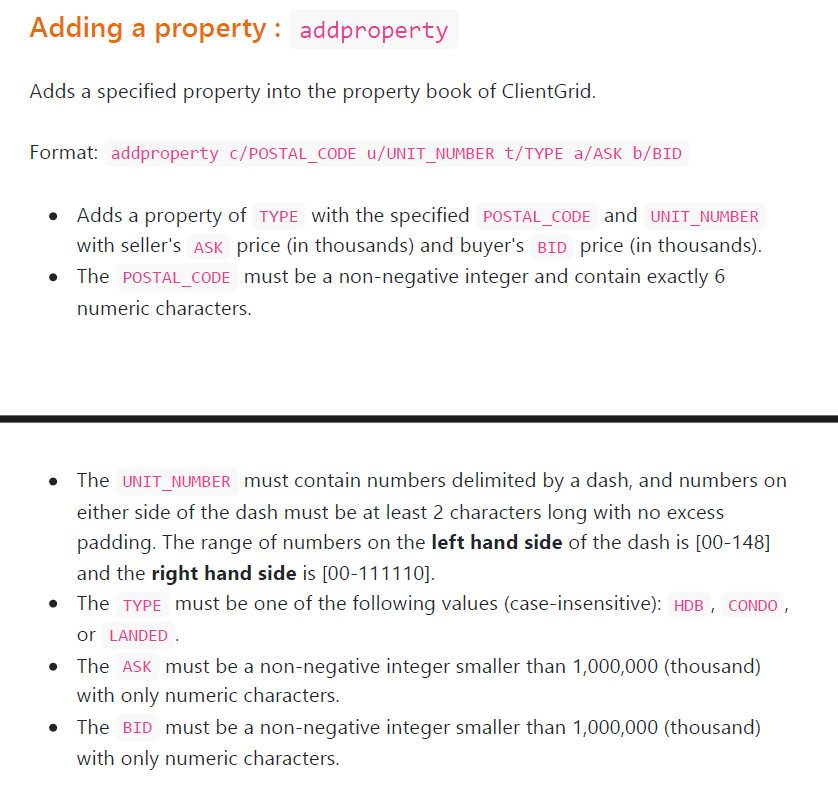 Adding a property : addproperty
Adds a specified property into the property book of ClientGrid.
Format: addproperty c/POSTAL_CODE u/UNIT_NUMBER t/TYPE a/ASK b/BID
• Adds a property of TYPE with the specified POSTAL_CODE and UNIT_NUMBER
with seller's ASK price (in thousands) and buyer's BID price (in thousands).
• The POSTAL_CODE must be a non-negative integer and contain exactly 6
numeric characters.
• The UNIT_NUMBER must contain numbers delimited by a dash, and numbers on
either side of the dash must be at least 2 characters long with no excess
padding. The range of numbers on the left hand side of the dash is [00-148]
and the right hand side is [00-111110].
• The TYPE must be one of the following values (case-insensitive): HDB , CONDO ,
or LANDED .
• The ASK must be a non-negative integer smaller than 1,000,000 (thousand)
with only numeric characters.
• The BID must be a non-negative integer smaller than 1,000,000 (thousand)
with only numeric characters.